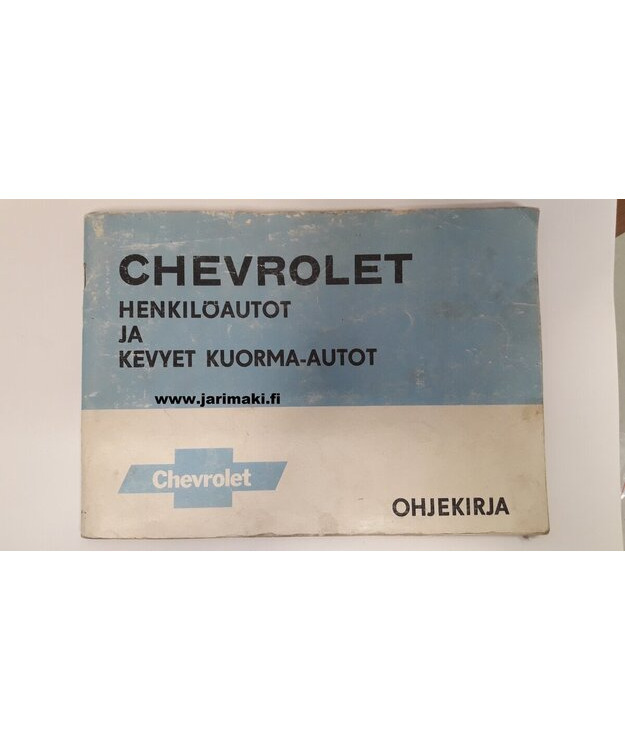 CHEVROLET
HENKILÖAUTOT
JA
KEVYET KUORMA-AUTOT
www.jarimaki.fi
Chevrolet
OHJEKIRJA